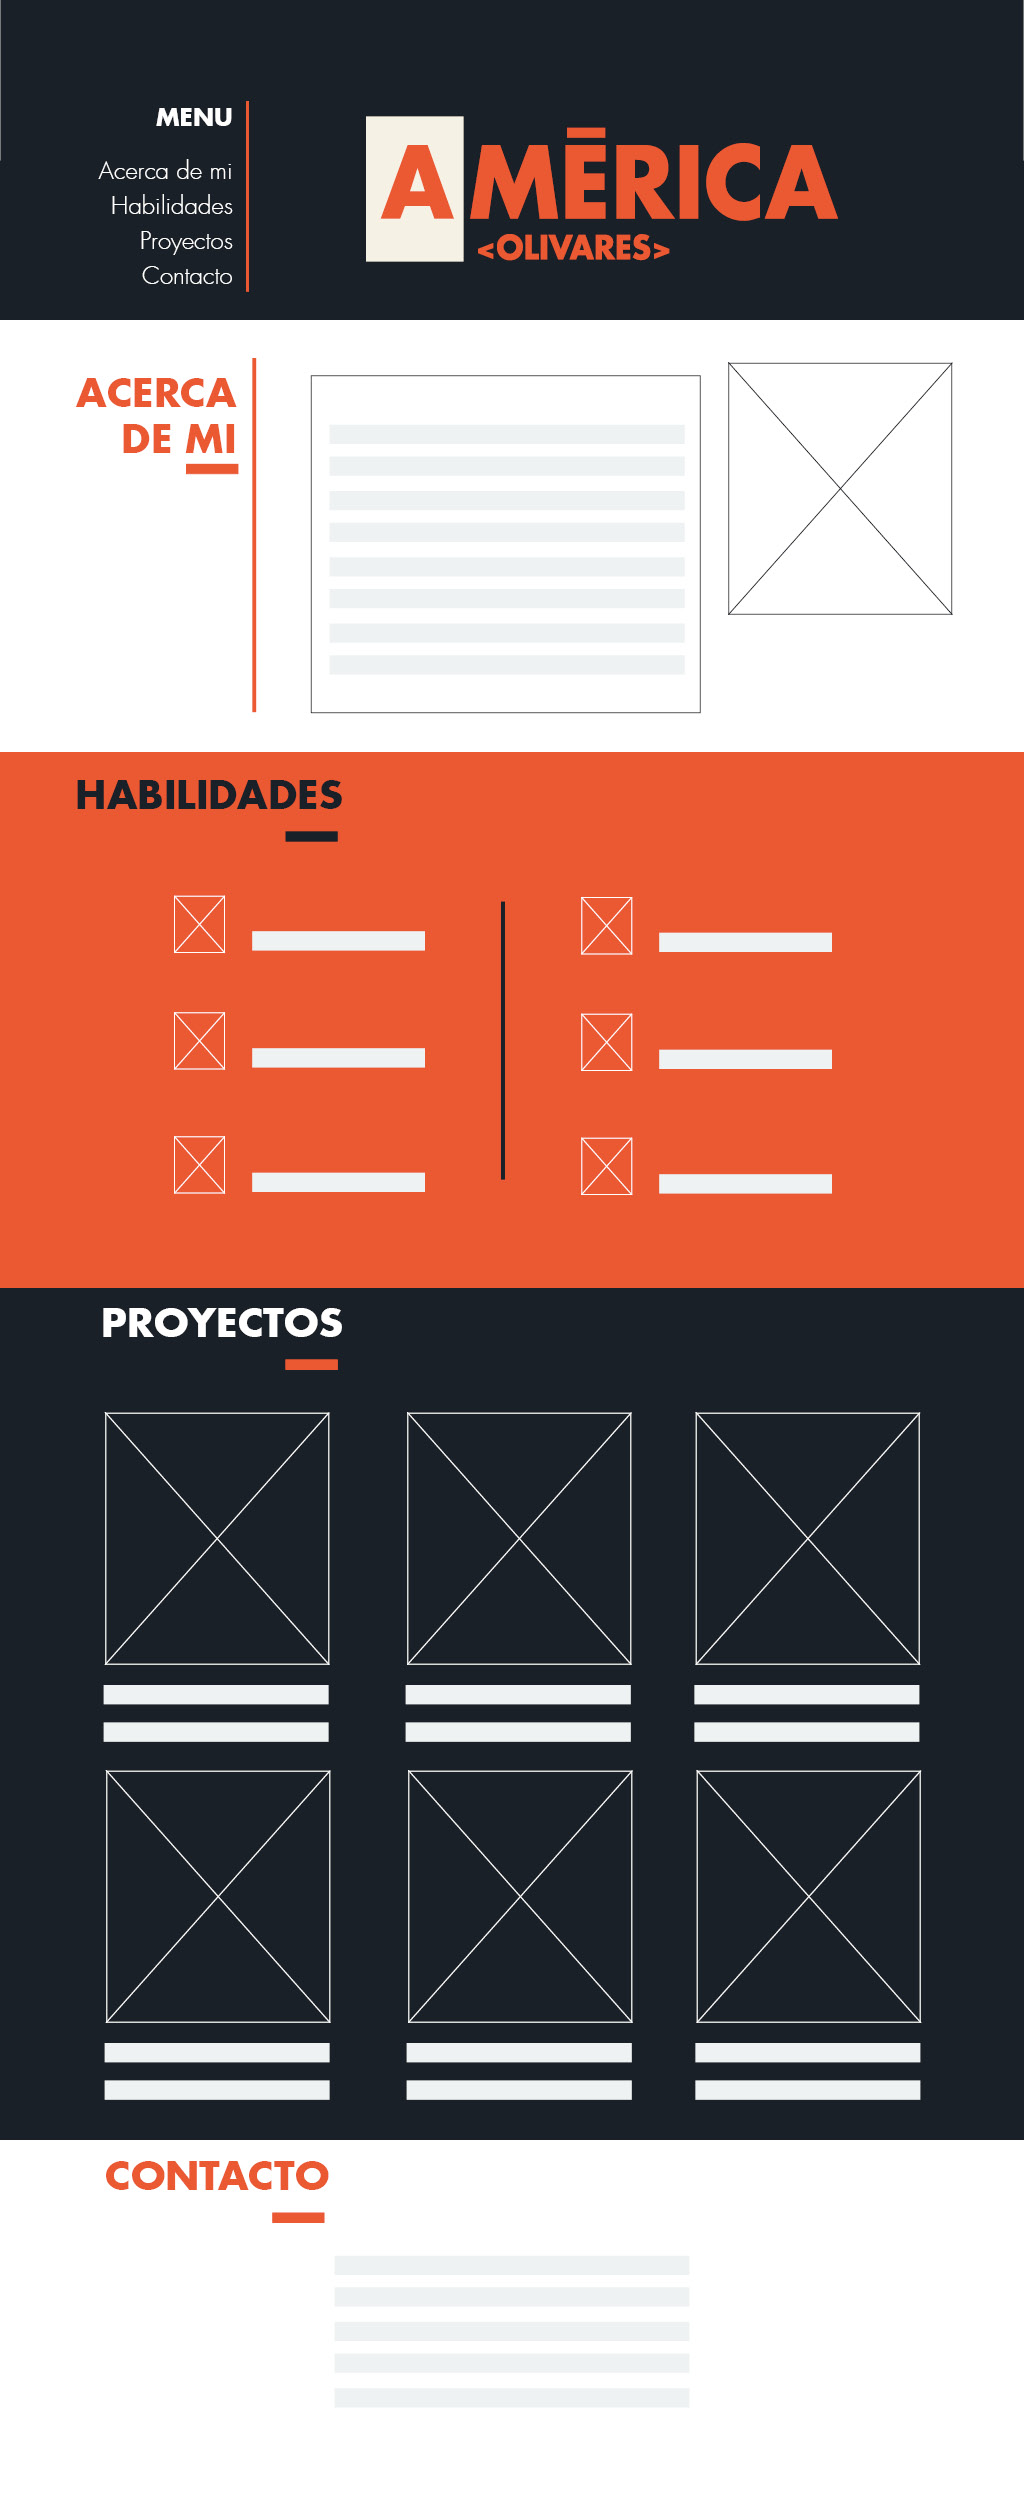 MENU
Acerca de mi
Habilidades
Proyectos
Contacto
AMĒRICA
<OLIVARES>
ACERCA
DE MI
HABILIDADES
PROYECTOS
CONTACTO